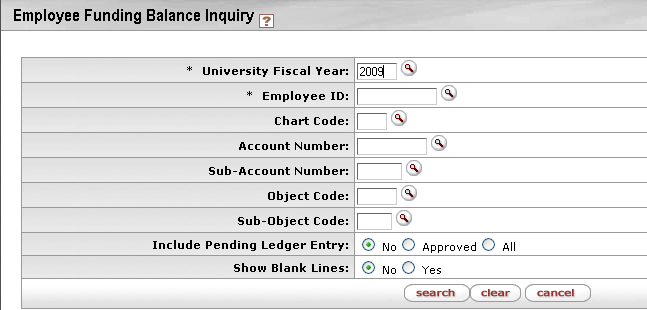 Employee Funding Balance Inquiry ?
* University Fiscal Year: 2009
* Employee ID:
Chart Code:
Account Number:
Sub-Account Number:
Object Code:
Sub-Object Code:
Include Pending Ledger Entry: No Approved All
Show Blank Lines: No Yes
search clear cancel